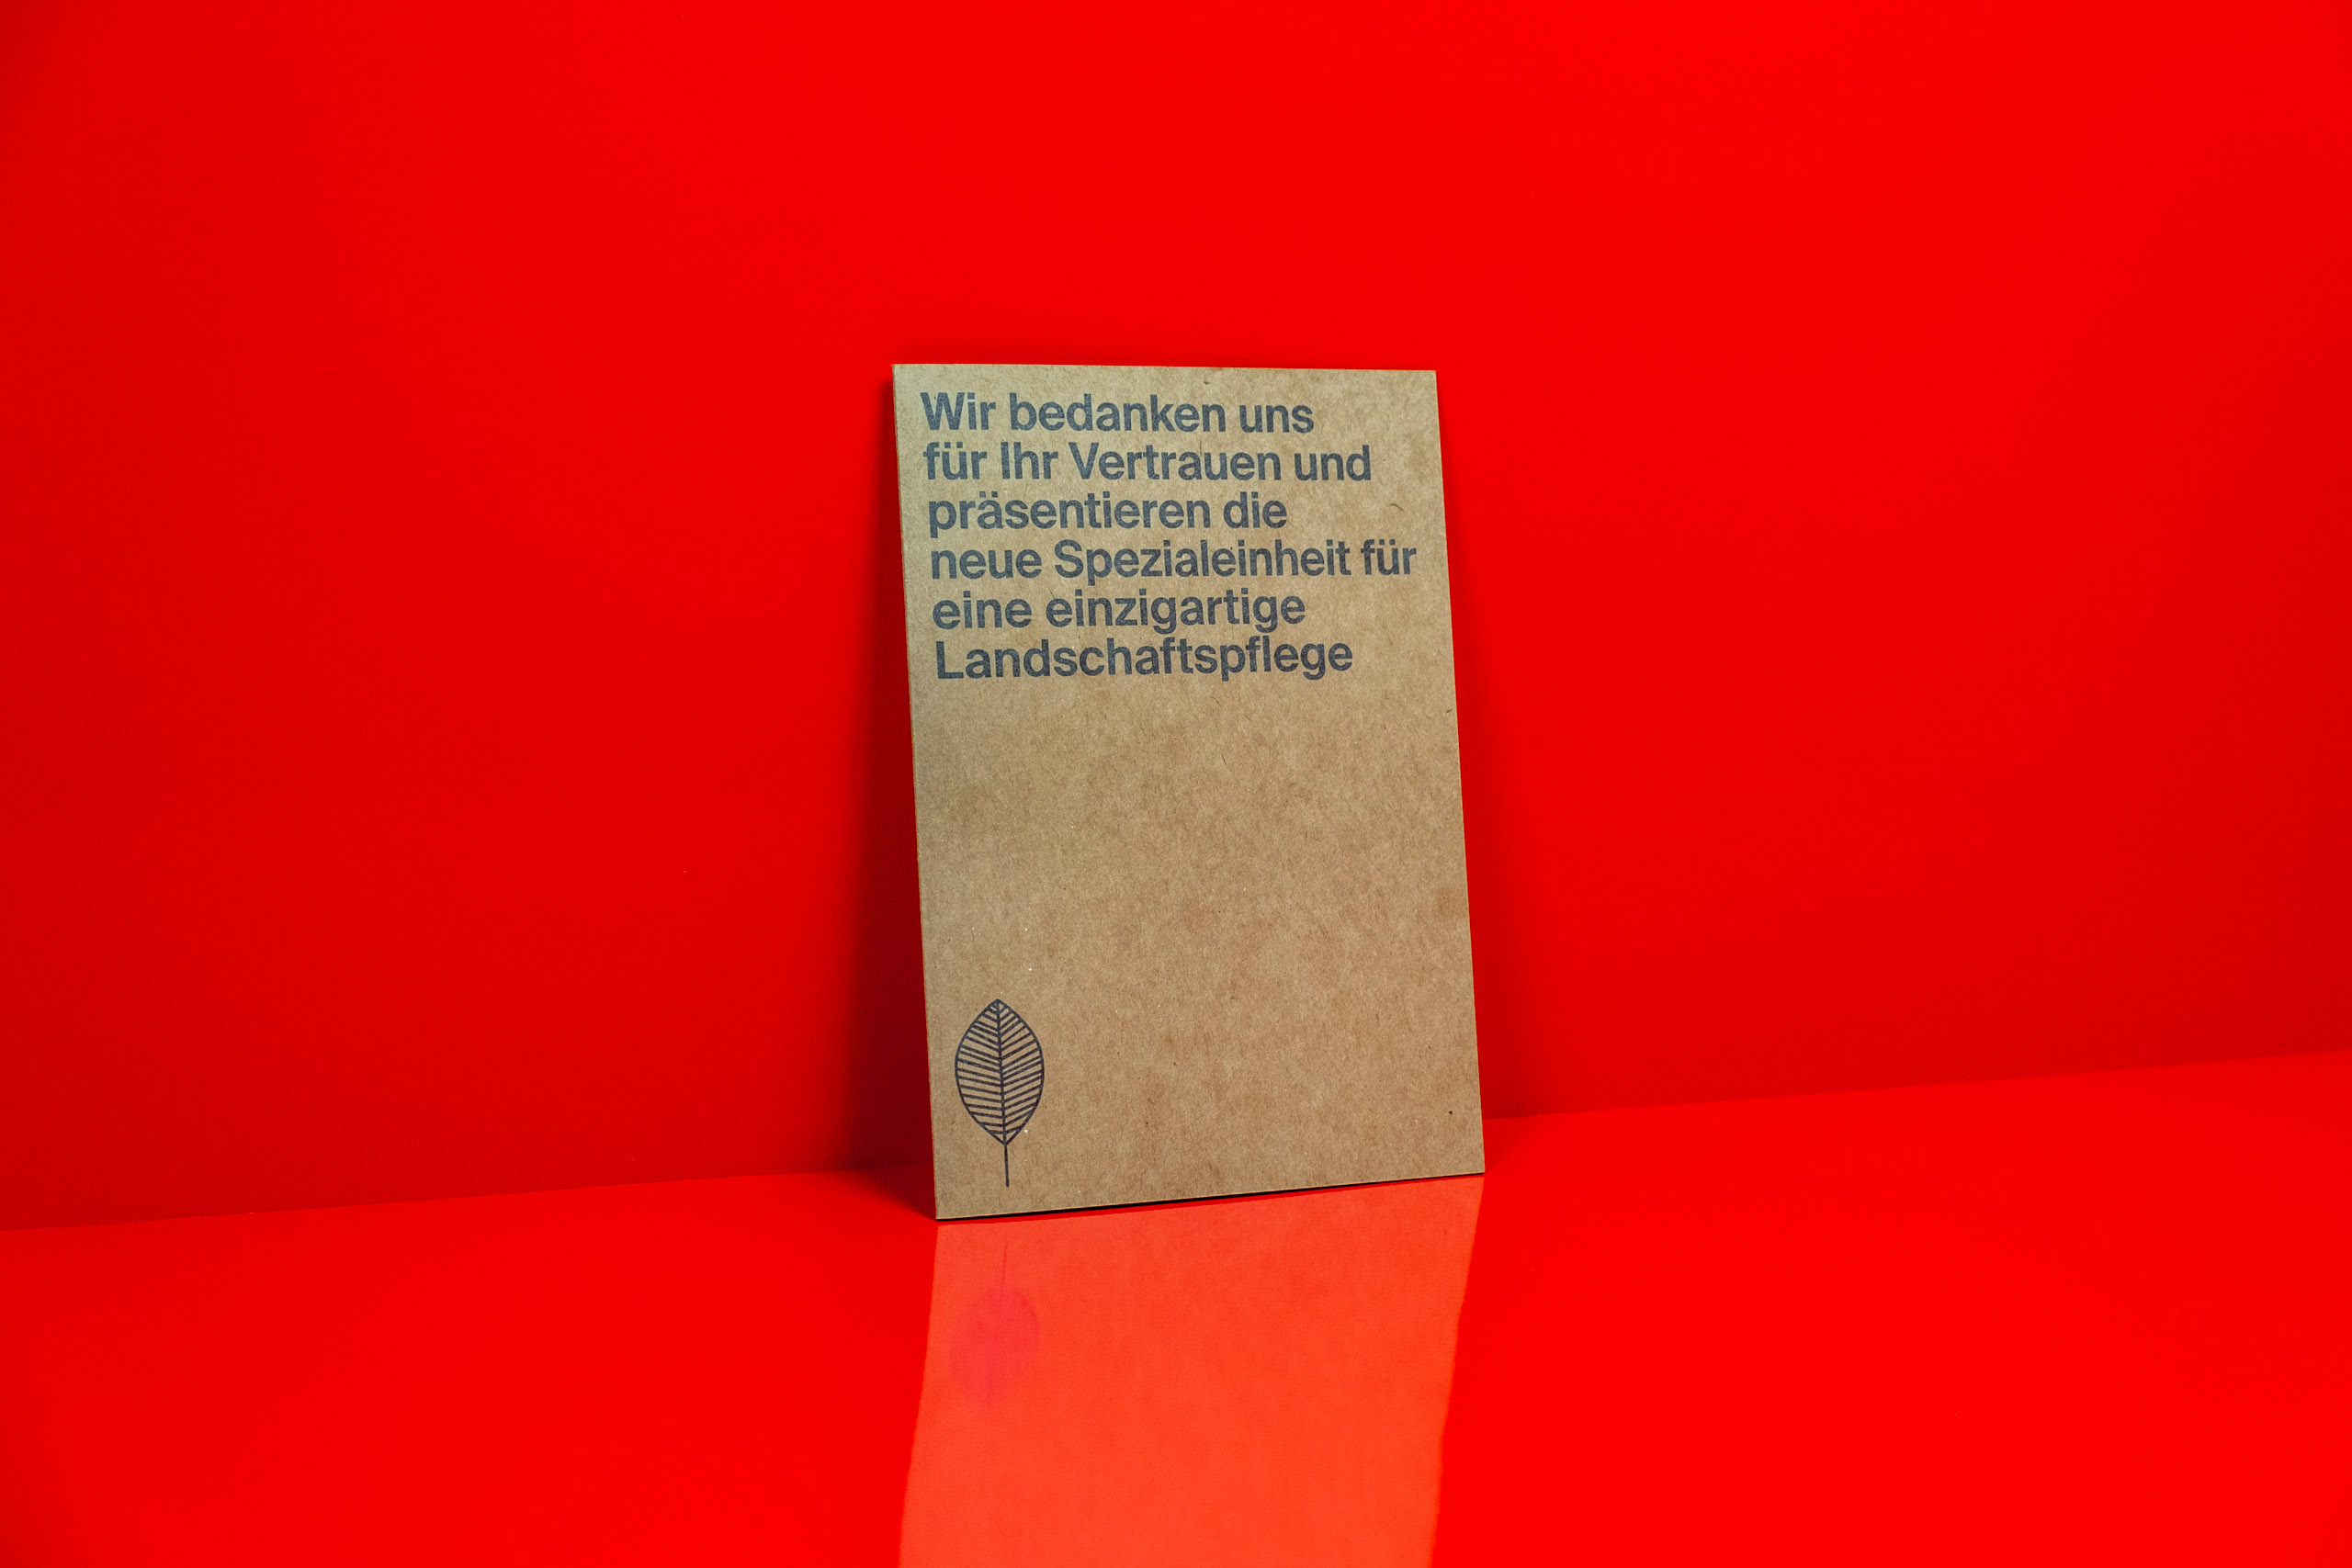 Wir bedanken uns
für Ihr Vertrauen und
präsentieren die
neue Spezialeinheit für
eine einzigartige
Landschaftspflege